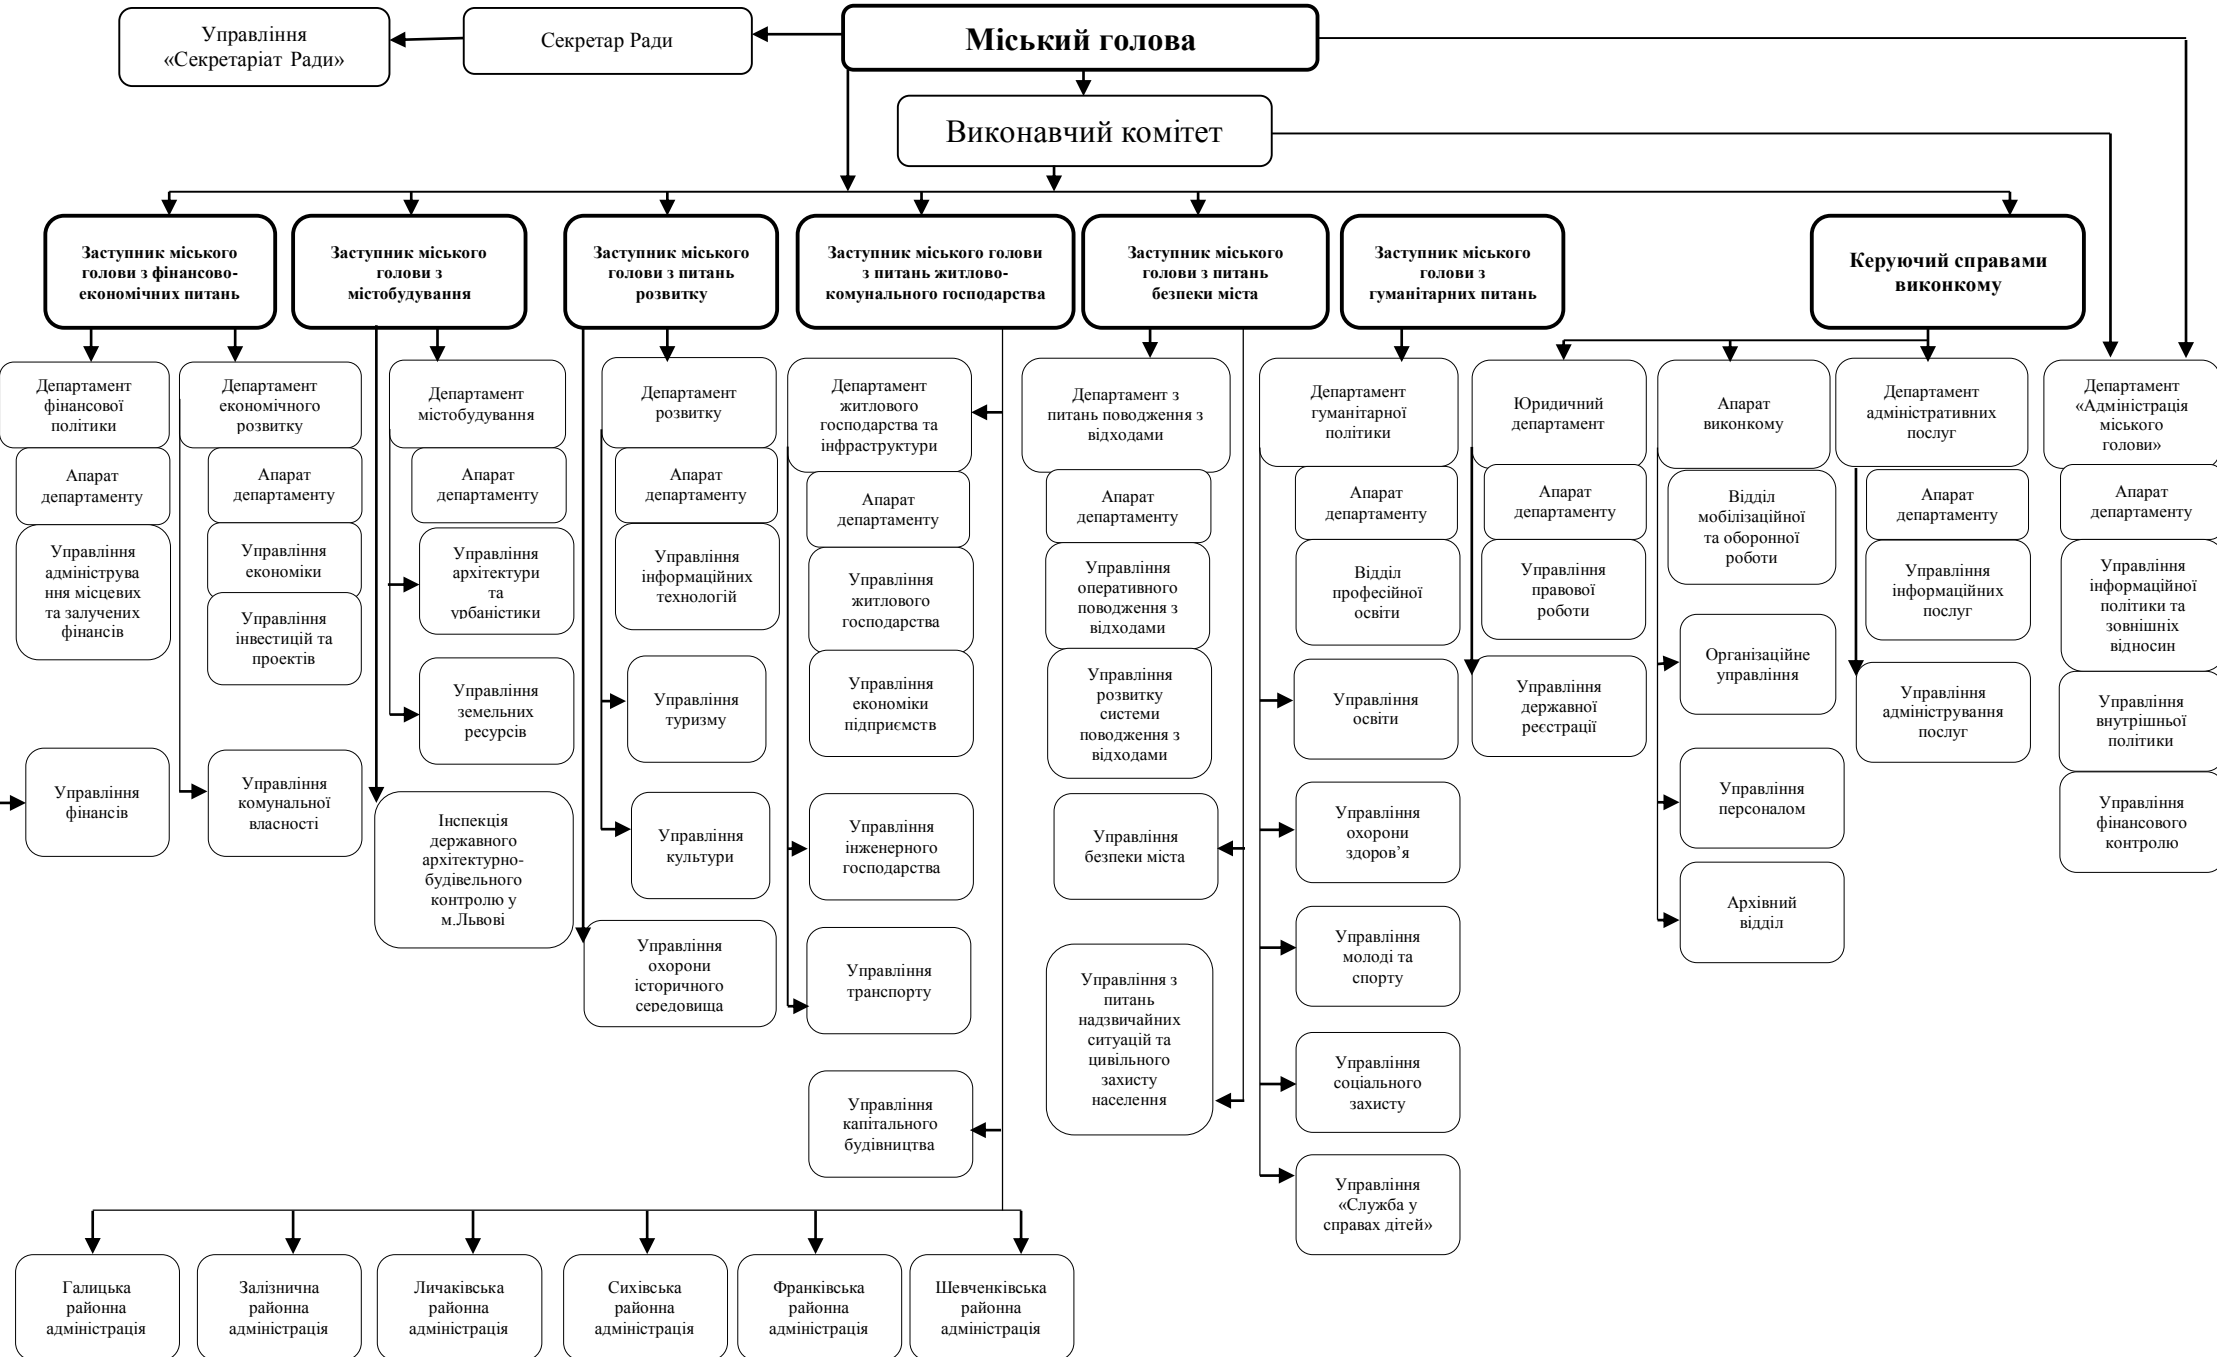 Управління
«Секретаріат Ради»
Секретар Ради
Міський голова
Виконавчий комітет
Заступник міського
голови з фінансово-
економічних питань
Заступник міського
голови з
містобудування
Заступник міського
голови з питань
розвитку
Заступник міського голови
з питань житлово-
комунального господарства
Заступник міського
голови з питань
безпеки міста
Заступник міського
голови з
гуманітарних питань
Керуючий справами
виконкому
Департамент
фінансової
політики
Апарат
департаменту
Управління
адмініструва
ння місцевих
та залучених
фінансів
Управління
фінансів
Департамент
економічного
розвитку
Апарат
департаменту
Управління
економіки
Управління
інвестицій та
проектів
Управління
комунальної
власності
Департамент
містобудування
Апарат
департаменту
Управління
архітектури
та
урбаністики
Управління
земельних
ресурсів
Інспекція
державного
архітектурно-
будівельного
контролю у
м.Львові
Департамент
розвитку
Апарат
департаменту
Управління
інформаційних
технологій
Управління
туризму
Управління
культури
Управління
охорони
історичного
середовища
Департамент
житлового
господарства та
інфраструктури
Апарат
департаменту
Управління
житлового
господарства
Управління
економіки
підприємств
Управління
інженерного
господарства
Управління
транспорту
Управління
капітального
будівництва
Департамент з
питань поводження з
відходами
Апарат
департаменту
Управління
оперативного
поводження з
відходами
Управління
розвитку
системи
поводження з
відходами
Управління
безпеки міста
Управління з
питань
надзвичайних
ситуацій та
цивільного
захисту
населення
Департамент
гуманітарної
політики
Апарат
департаменту
Відділ
професійної
освіти
Управління
освіти
Управління
охорони
здоров’я
Управління
молоді та
спорту
Управління
соціального
захисту
Управління
«Служба у
справах дітей»
Юридичний
департамент
Апарат
департаменту
Управління
правової
роботи
Управління
державної
реєстрації
Апарат
виконкому
Відділ
мобілізаційної
та оборонної
роботи
Організаційне
управління
Управління
персоналом
Архівний
відділ
Департамент
адміністративних
послуг
Апарат
департаменту
Управління
інформаційних
послуг
Управління
адміністрування
послуг
Департамент
«Адміністрація
міського
голови»
Апарат
департаменту
Управління
інформаційної
політики та
зовнішніх
відносин
Управління
внутрішньої
політики
Управління
фінансового
контролю
Галицька
районна
адміністрація
Залізнична
районна
адміністрація
Личаківська
районна
адміністрація
Сихівська
районна
адміністрація
Франківська
районна
адміністрація
Шевченківська
районна
адміністрація